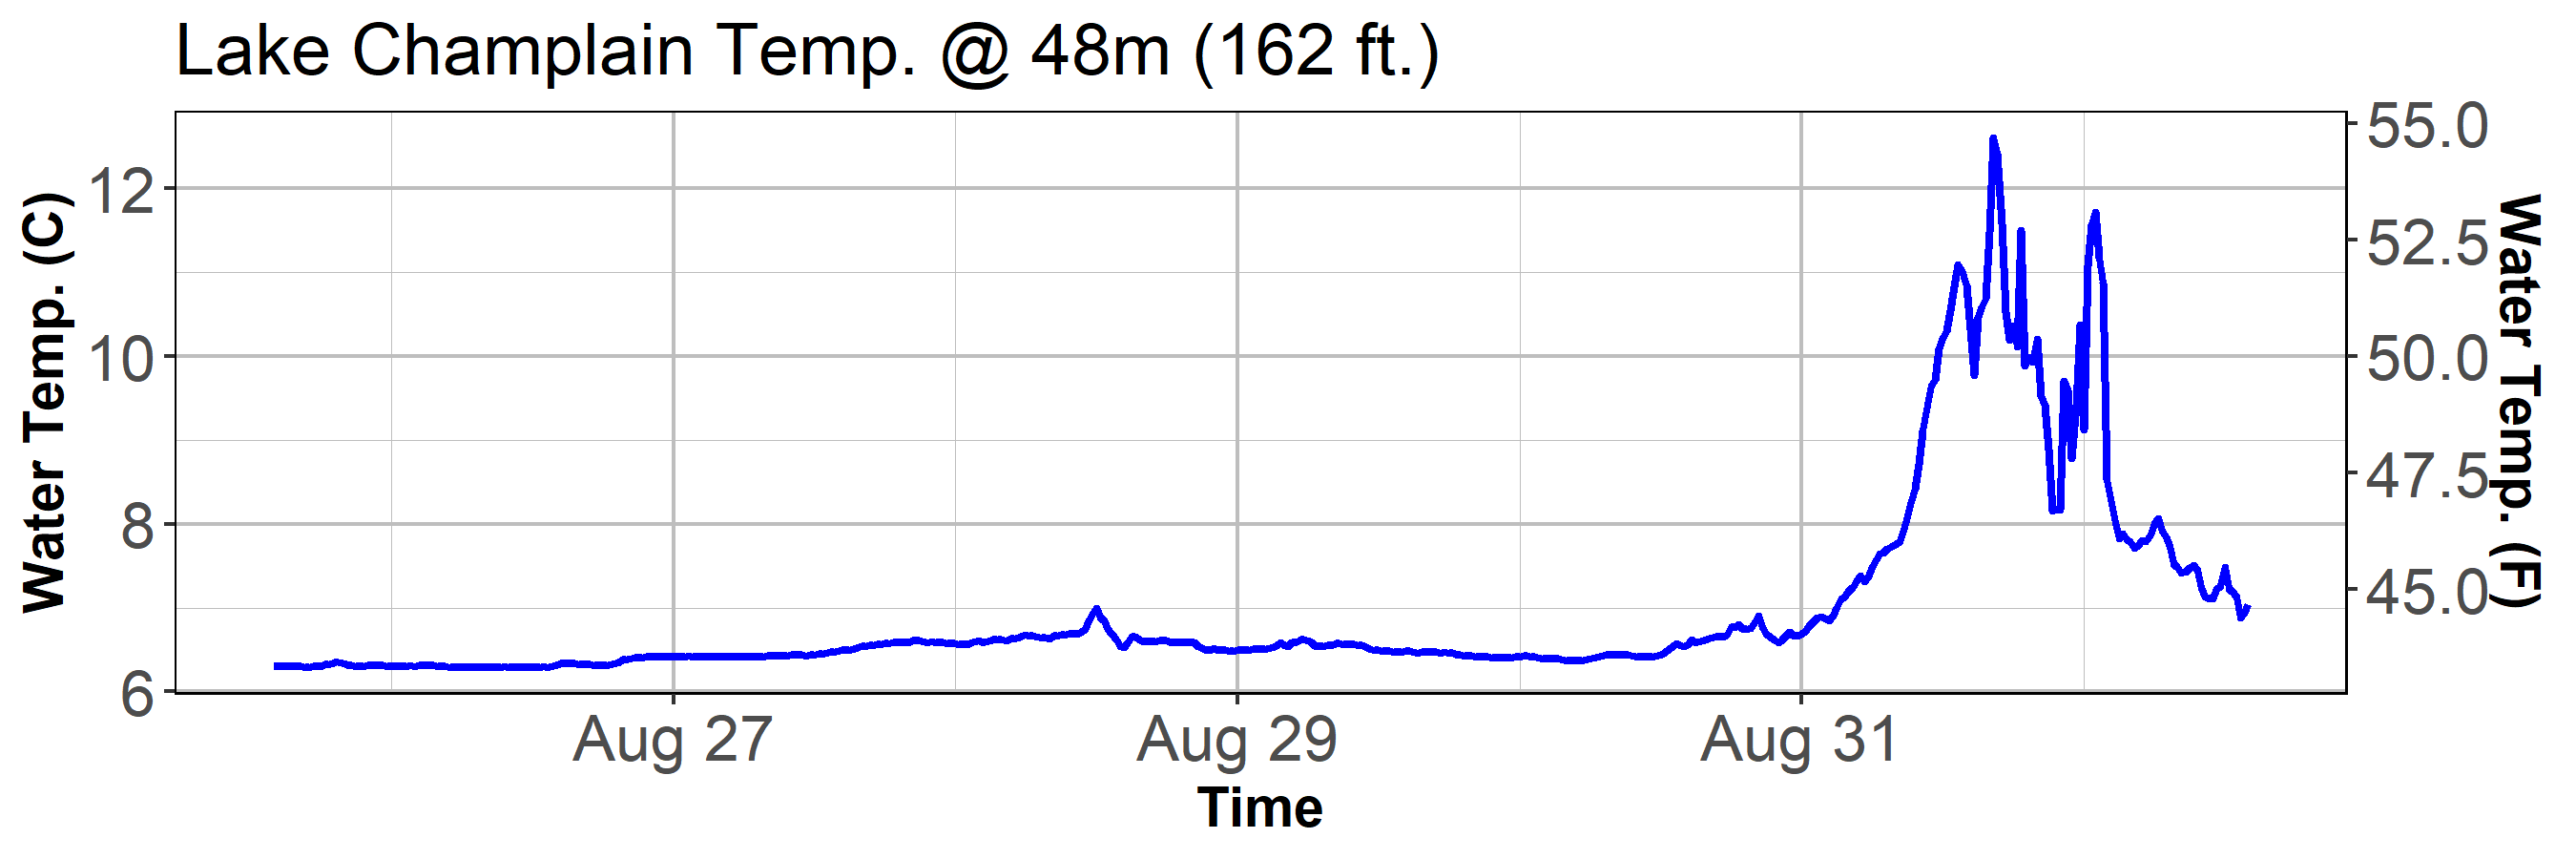 Lake Champlain Temp. @ 48m (162 ft.)
Water Temp. (C)
12
10
8
6
55.0
52.5
50.0
47.5
45.0
Water Temp. (F)
Aug 27 Aug 29 Aug 31
Time